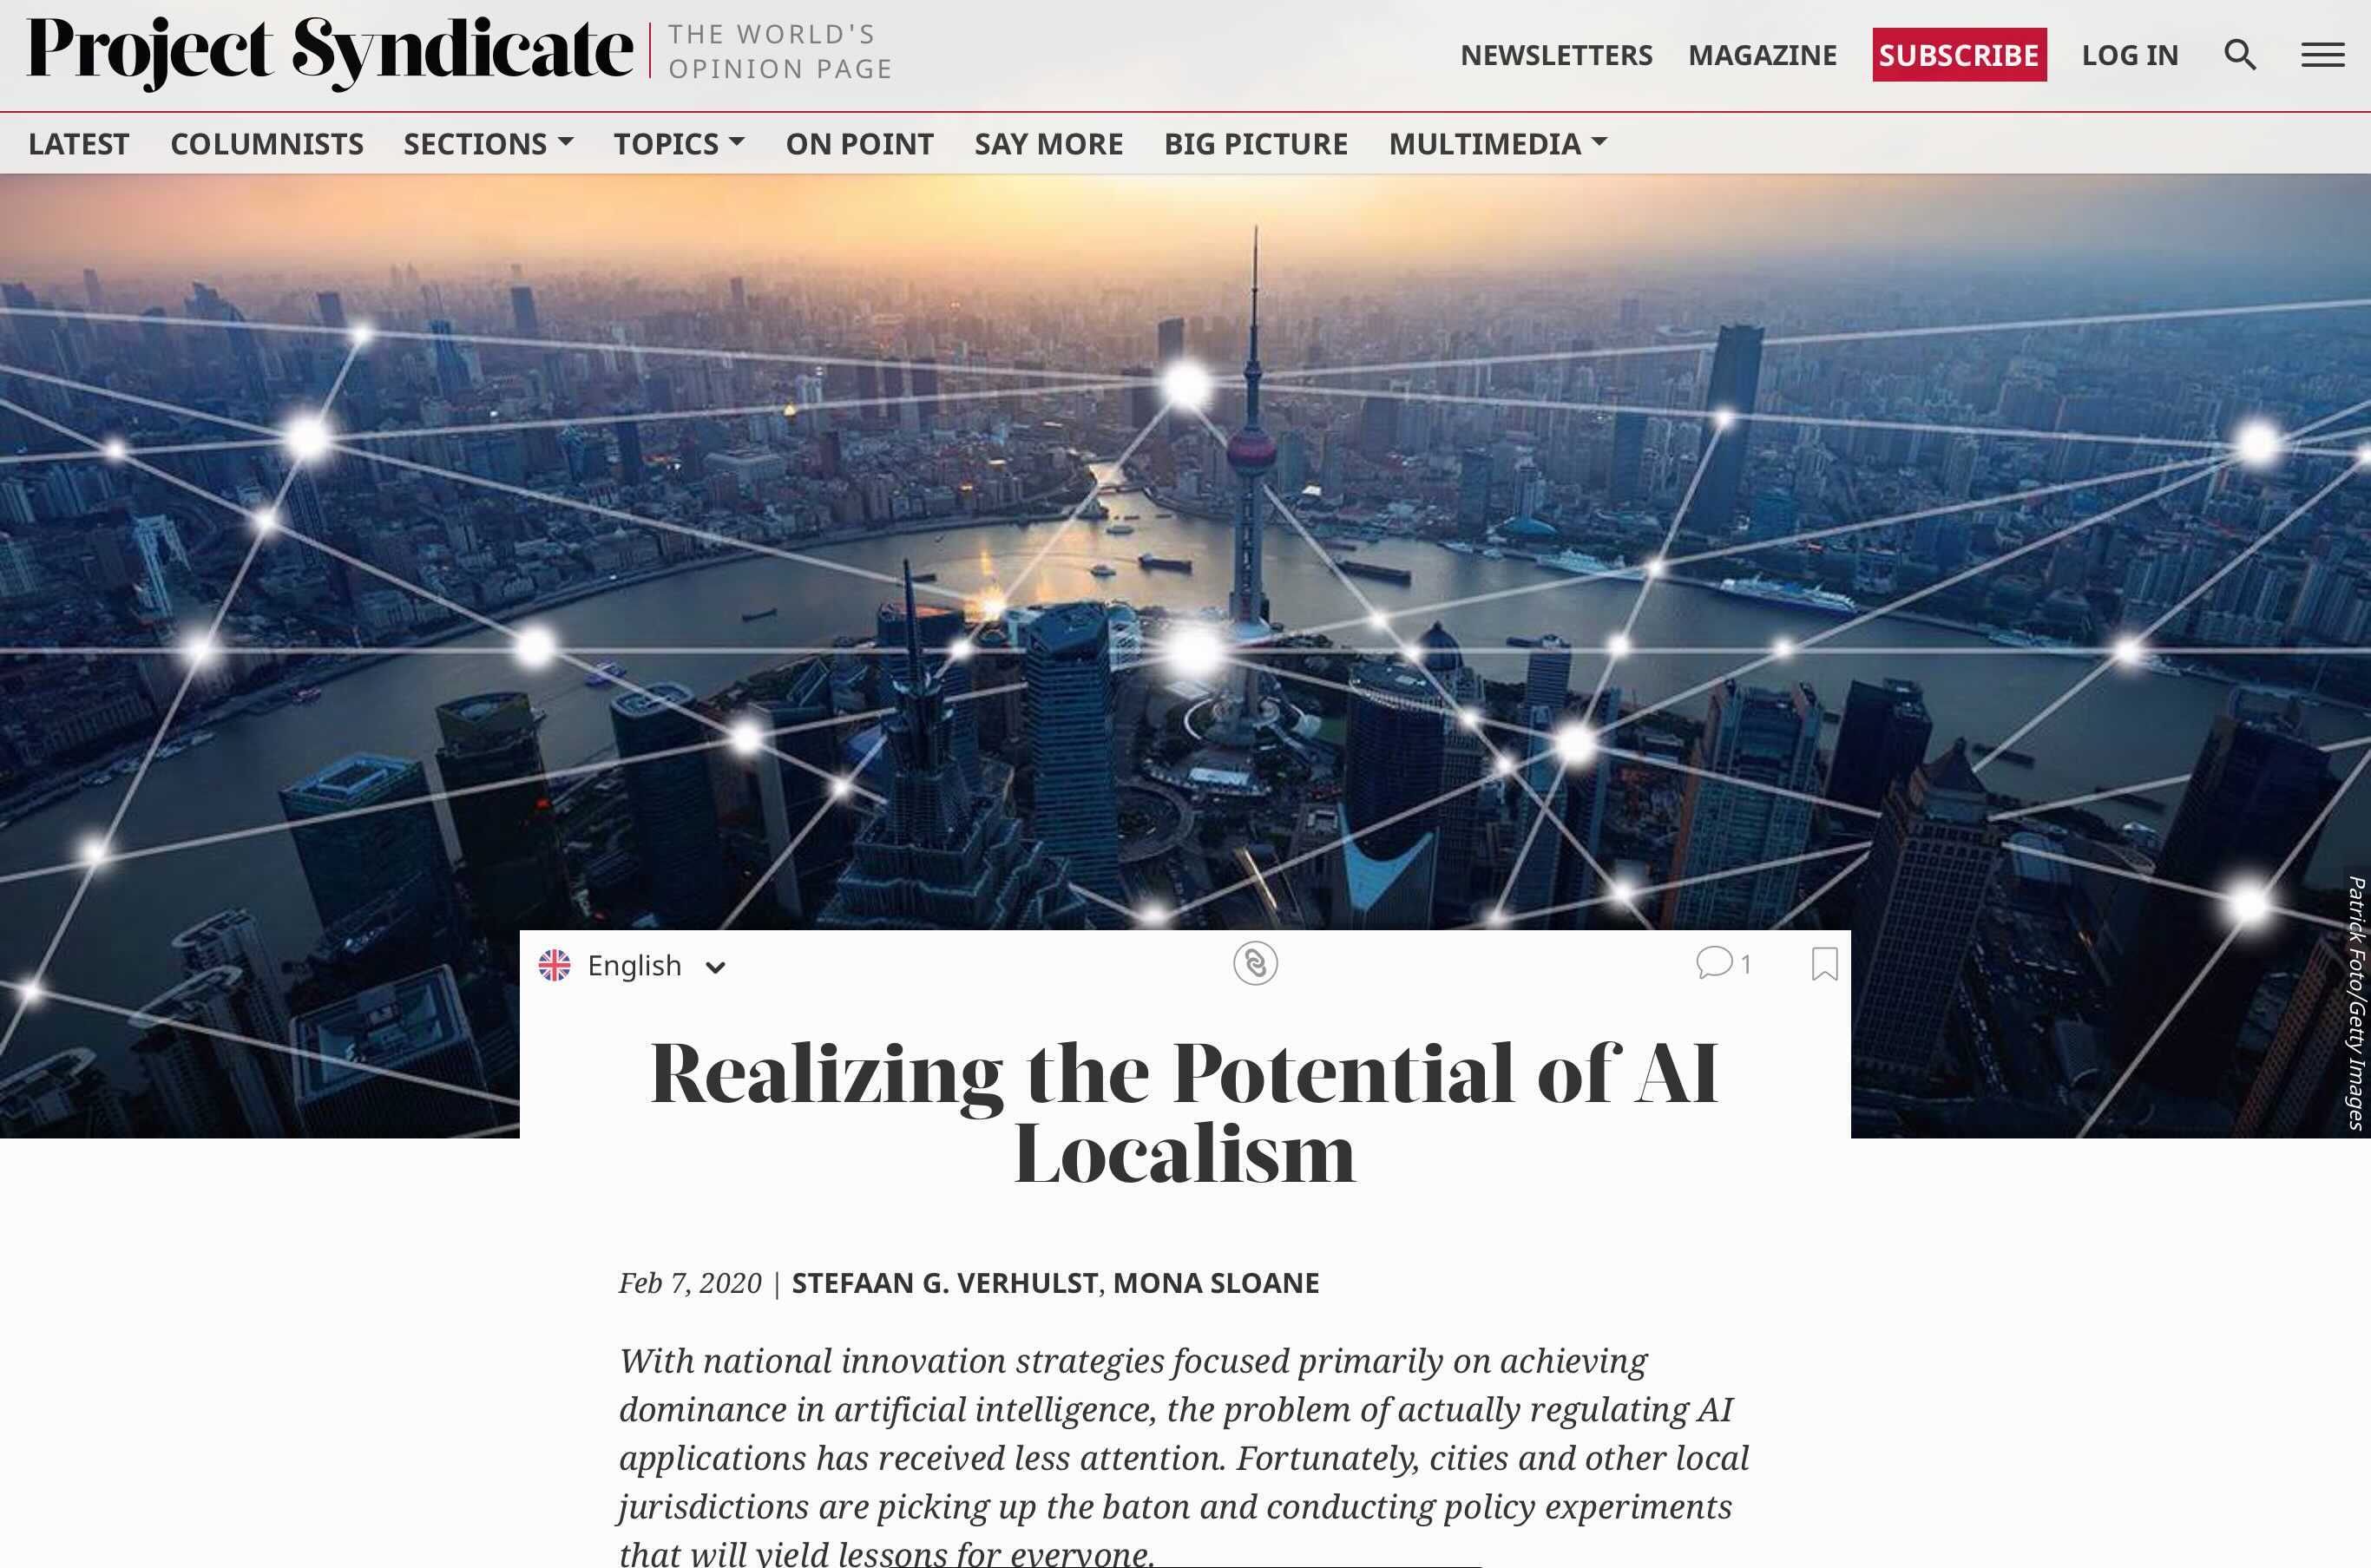 Project Syndicate
THE WORLD'S
OPINION PAGE
NEWSLETTERS MAGAZINE SUBSCRIBE LOG IN
LATEST COLUMNISTS SECTIONS TOPICS ON POINT SAY MORE BIG PICTURE MULTIMEDIA
Patrick Foto/Getty Images
English 1
Realizing the Potential of AI
Localism
Feb 7, 2020 | STEFAAN G. VERHULST, MONA SLOANE
With national innovation strategies focused primarily on achieving
dominance in artificial intelligence, the problem of actually regulating AI
applications has received less attention. Fortunately, cities and other local
jurisdictions are picking up the baton and conducting policy experiments
that will yield lessons for everyone.